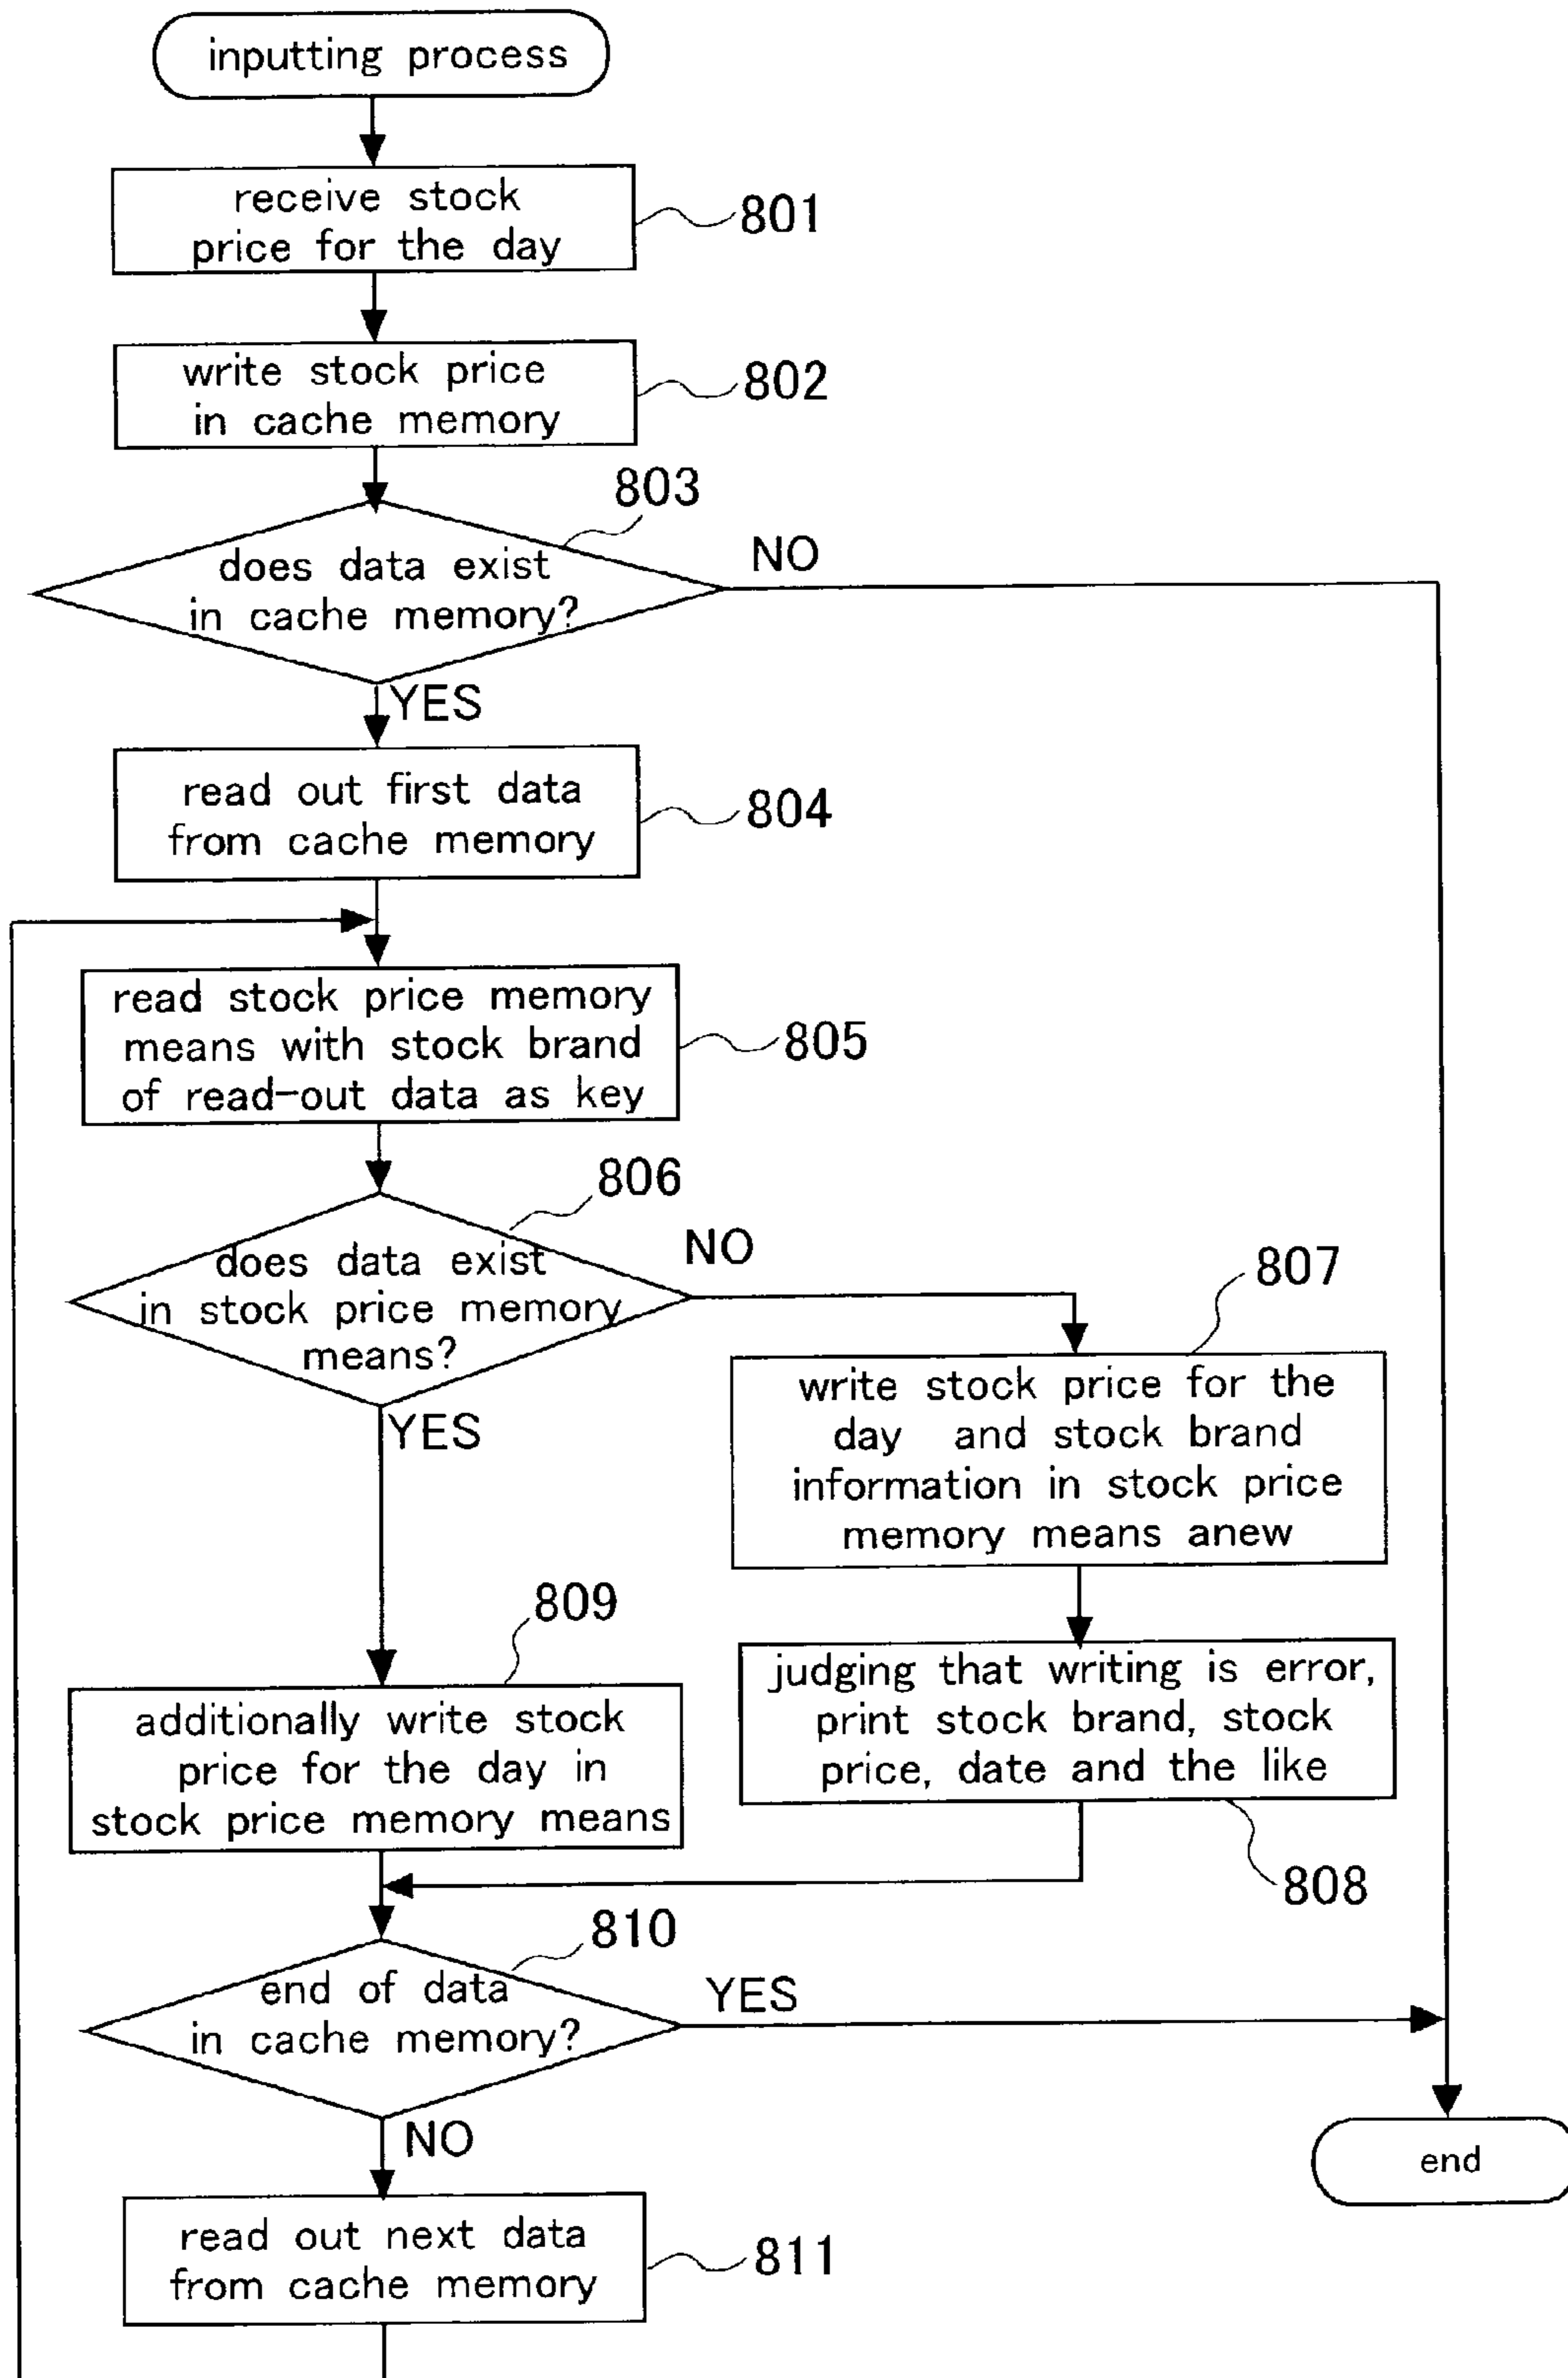 inputting process
receive stock
price for the day
801
write stock price
in cache memory
802
803
does data exist
in cache memory?
NO
YES
read out first data
from cache memory
804
read stock price memory
means with stock brand
of read-out data as key
805
806
does data exist
in stock price memory
means?
NO
YES
807
write stock price for the
day and stock brand
information in stock price
memory means anew
judging that writing is error,
print stock brand, stock
price, date and the like
808
809
additionally write stock
price for the day in
stock price memory means
810
end of data
in cache memory?
YES
NO
end
read out next data
from cache memory
811